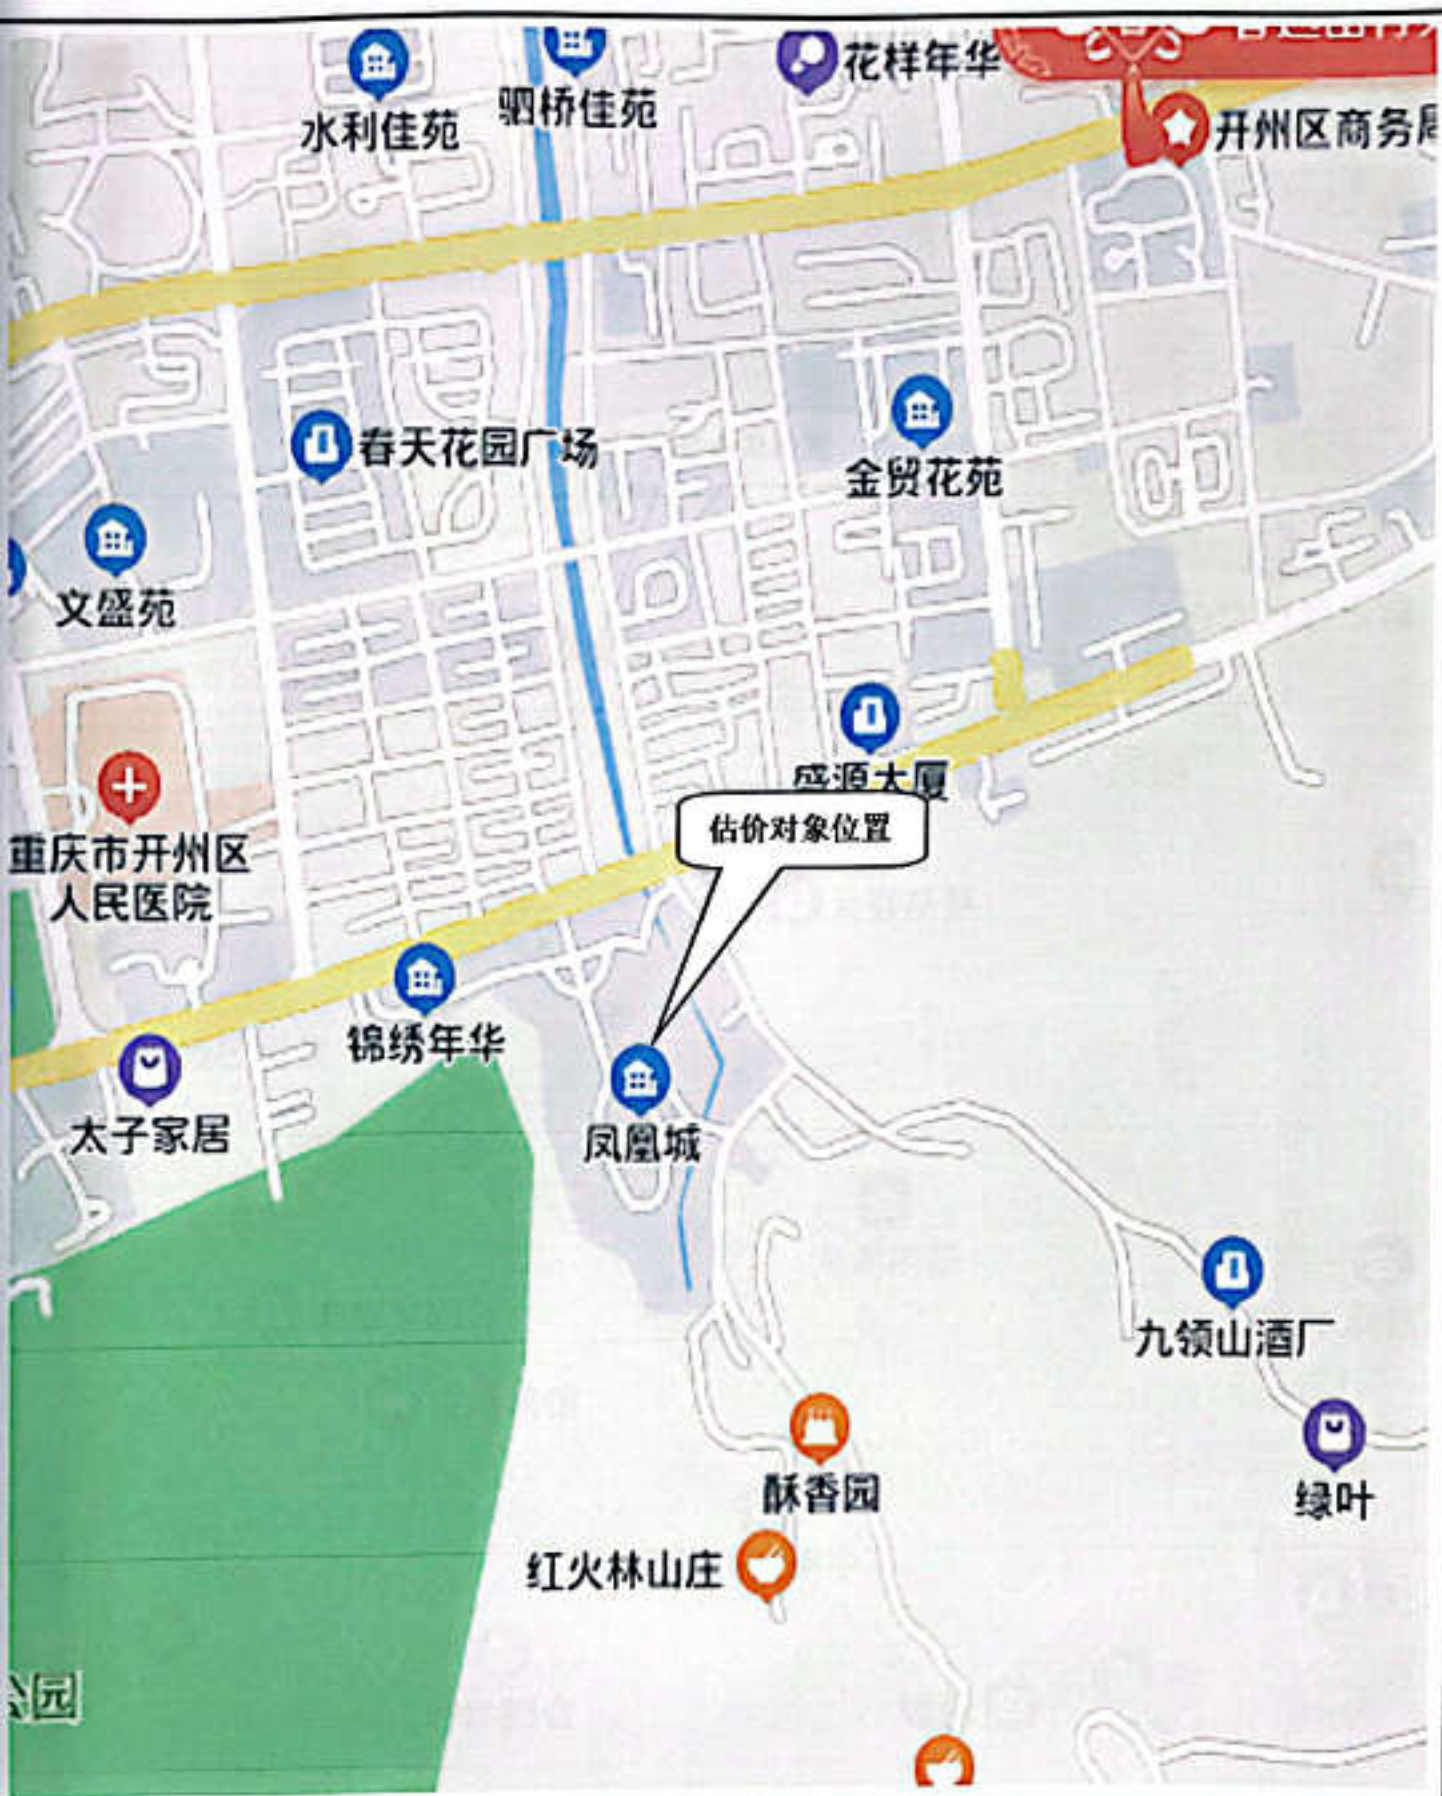 花样年华
水利佳苑
驷桥佳苑
开州区商务局
春天花园广场
金贸花苑
文盛苑
盛源大厦
估价对象位置
重庆市开州区
人民医院
锦绣年华
太子家居
凤凰城
九领山酒厂
酥香园
绿叶
红火林山庄
公园